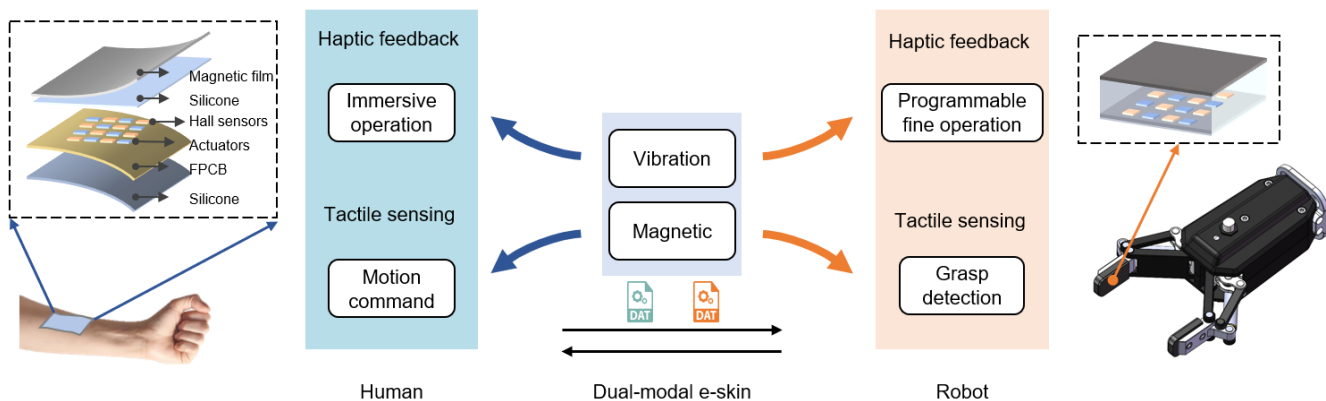 Magnetic film
Silicone
Hall sensors
Actuators
FPCB
Silicone
Haptic feedback
Immersive
operation
Tactile sensing
Motion
command
Human
Vibration
Magnetic
DAT
DAT
Dual-modal e-skin
Haptic feedback
Programmable
fine operation
Tactile sensing
Grasp
detection
Robot